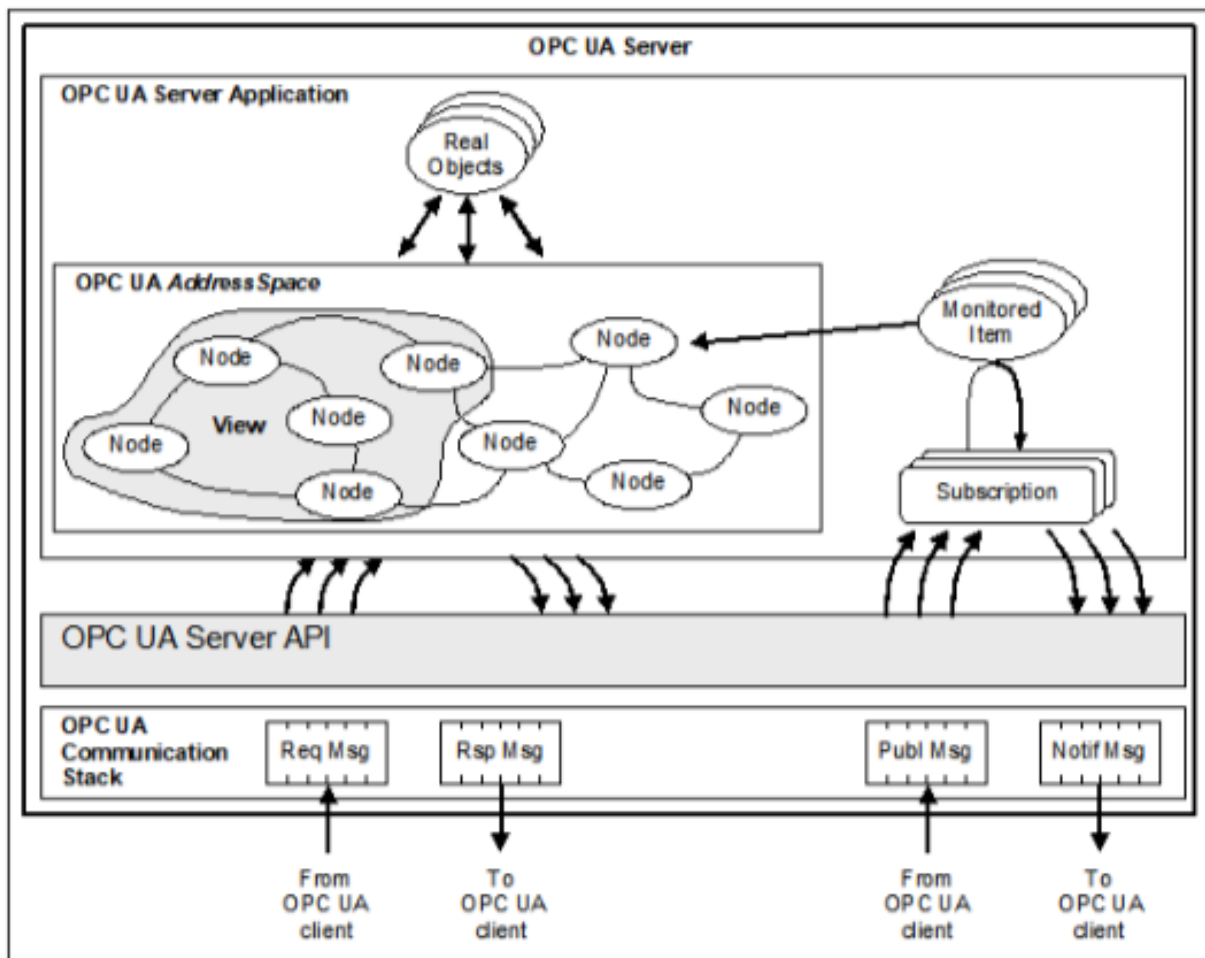 OPC UA Server
OPC UA Server Application
Real
Objects
OPC UA AddressSpace
Monitored
Item
Node
Node
Node
Node
Node
View
Node
Node
Node
Node
Subscription
OPC UA Server API
OPC UA
Communication
Stack
Req Msg
Rsp Msg
Publ Msg
Notif Msg
From
OPC UA
client
To
OPC UA
client
From
OPC UA
client
To
OPC UA
client